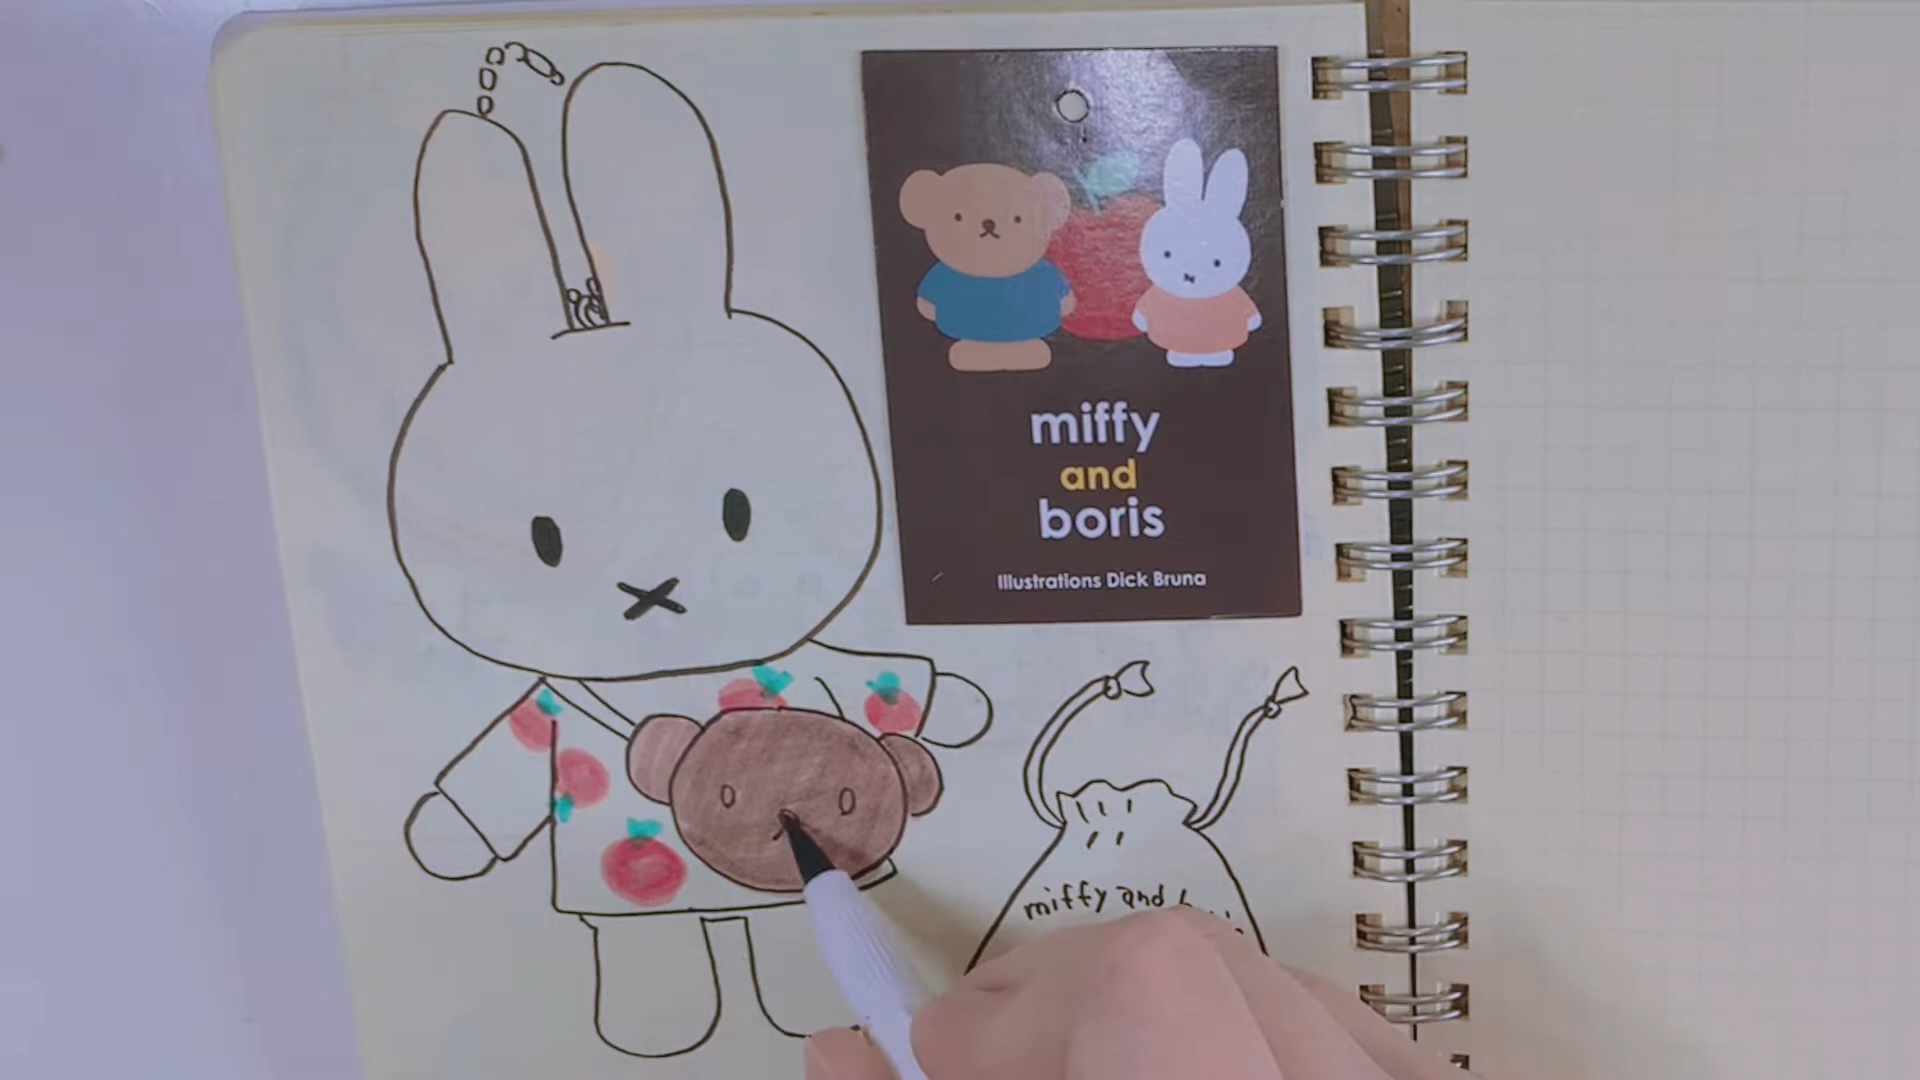 miffy
and
boris
Illustrations Dick Bruna
miffy and